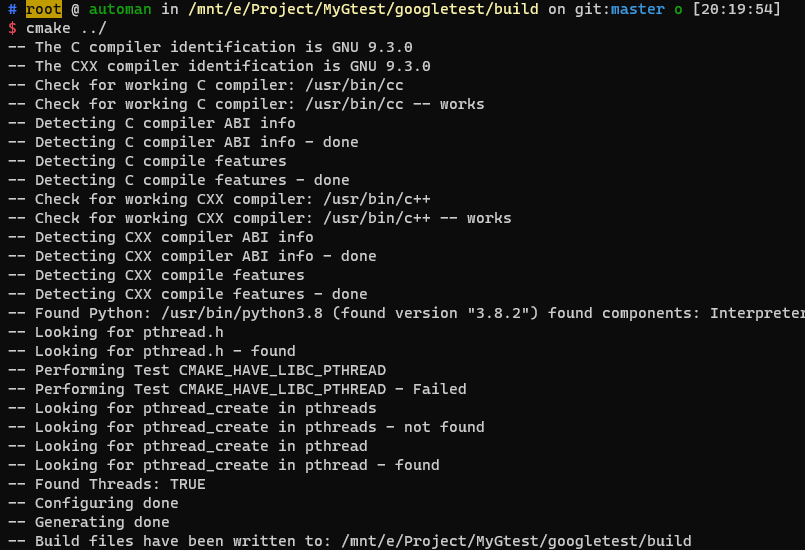 # root @ automan in /mnt/e/Project/MyGtest/googletest/build on git:master o [20:19:54]
$ cmake ../
-- The C compiler identification is GNU 9.3.0
-- The CXX compiler identification is GNU 9.3.0
-- Check for working C compiler: /usr/bin/cc
-- Check for working C compiler: /usr/bin/cc -- works
-- Detecting C compiler ABI info
-- Detecting C compiler ABI info - done
-- Detecting C compile features
-- Detecting C compile features - done
-- Check for working CXX compiler: /usr/bin/c++
-- Check for working CXX compiler: /usr/bin/c++ -- works
-- Detecting CXX compiler ABI info
-- Detecting CXX compiler ABI info - done
-- Detecting CXX compile features
-- Detecting CXX compile features - done
-- Found Python: /usr/bin/python3.8 (found version "3.8.2") found components: Interpreter
-- Looking for pthread.h
-- Looking for pthread.h - found
-- Performing Test CMAKE_HAVE_LIBC_PTHREAD
-- Performing Test CMAKE_HAVE_LIBC_PTHREAD - Failed
-- Looking for pthread_create in pthreads
-- Looking for pthread_create in pthreads - not found
-- Looking for pthread_create in pthread
-- Looking for pthread_create in pthread - found
-- Found Threads: TRUE
-- Configuring done
-- Generating done
-- Build files have been written to: /mnt/e/Project/MyGtest/googletest/build